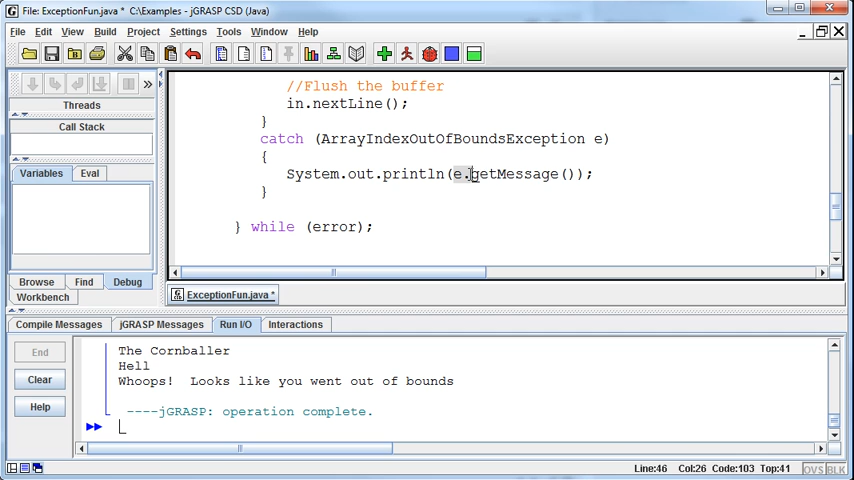 File: ExceptionFun.java * C:\Examples - jGRASP CSD (Java)
File Edit View Build Project Settings Tools Window Help
Threads
Call Stack
Variables Eval
Browse Find Debug
Workbench
//Flush the buffer
in.nextLine();
}
catch (ArrayIndexOutOfBoundsException e)
{
System.out.println(e.getMessage());
}
} while (error);
ExceptionFun.java *
Compile Messages jGRASP Messages Run I/O Interactions
End
Clear
Help
The Cornballer
Hell
Whoops!  Looks like you went out of bounds
----jGRASP: operation complete.
Line:46 Col:26 Code:103 Top:41 OVS BLK